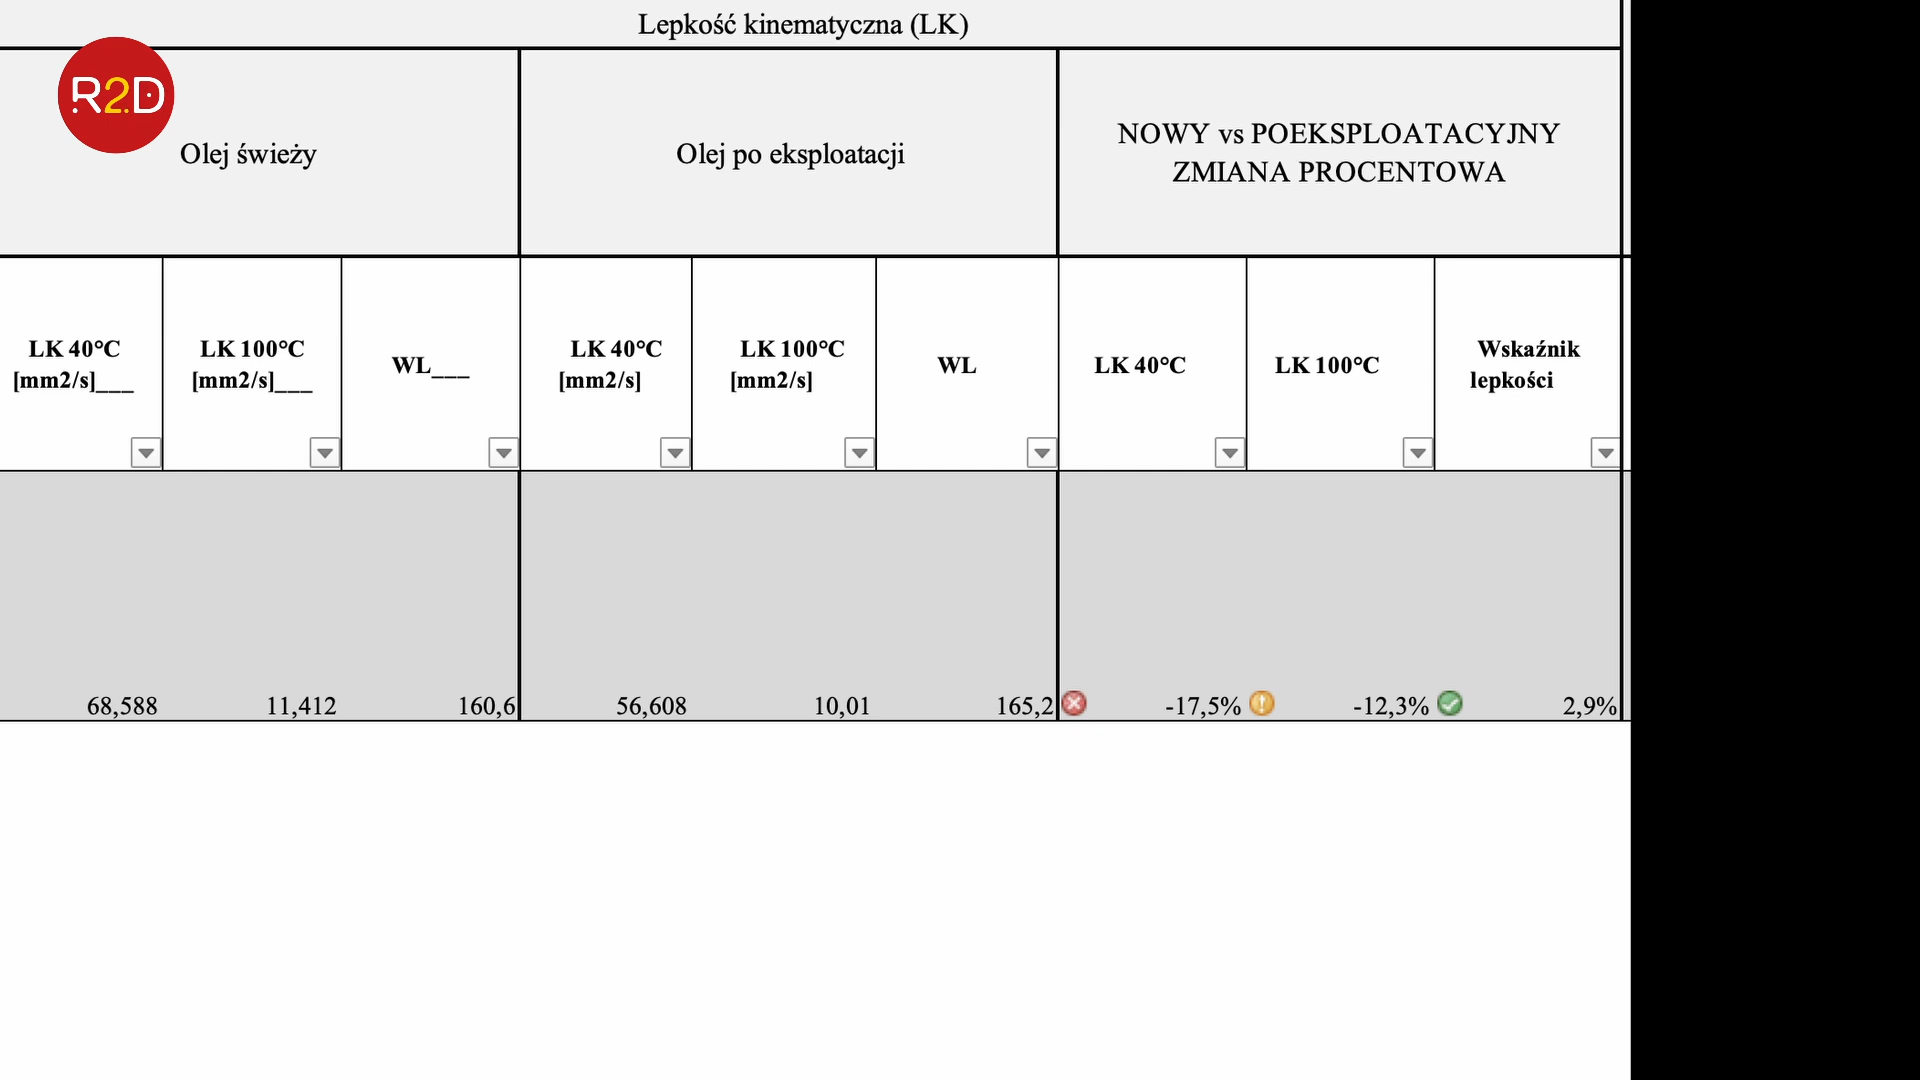 Lepkość kinematyczna (LK)
R2D
Olej świeży
Olej po eksploatacji
NOWY vs POEKSPLOATACYJNY
ZMIANA PROCENTOWA
LK 40°C
[mm2/s]___
LK 100°C
[mm2/s]___
WL___
LK 40°C
[mm2/s]
LK 100°C
[mm2/s]
WL
LK 40°C
LK 100°C
Wskaźnik
lepkości
68,588
11,412
160,6
56,608
10,01
165,2
-17,5%
-12,3%
2,9%